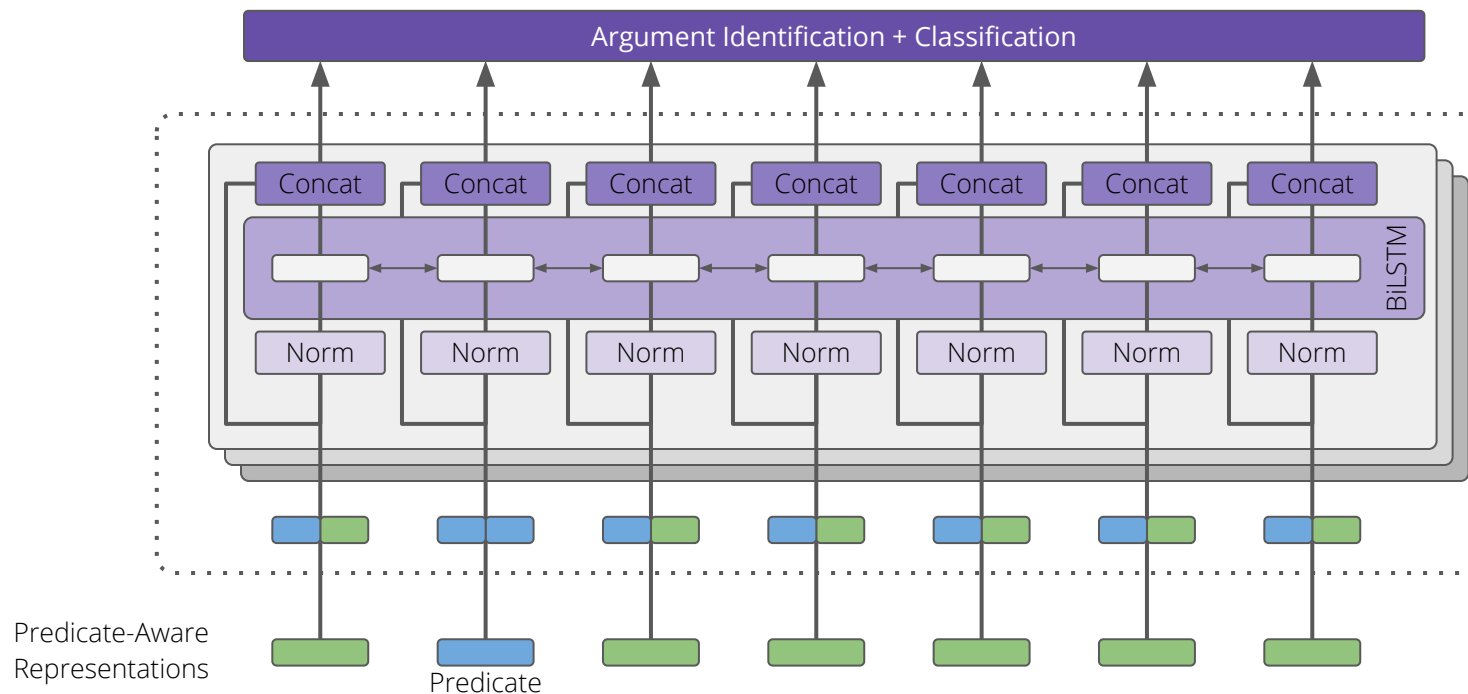 Argument Identification + Classification
Concat Concat Concat Concat Concat Concat Concat
BiLSTM
Norm Norm Norm Norm Norm Norm Norm
Predicate-Aware
Representations
Predicate